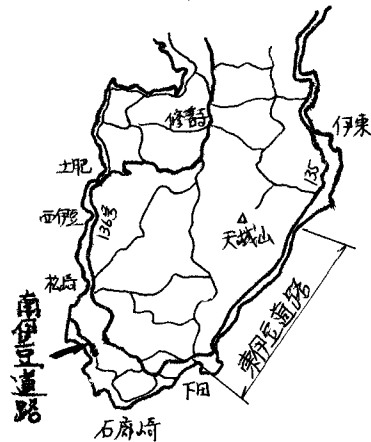 伊東
修善寺
土肥
135
西伊豆
136号
天城山
松崎
東伊豆道路
南伊豆道路
下田
石廊崎